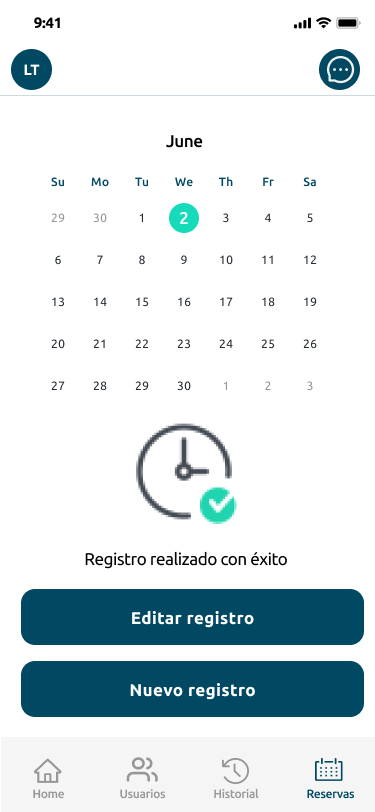 9:41
LT
June
Su Mo Tu We Th Fr Sa
29 30 1 2 3 4 5
6 7 8 9 10 11 12
13 14 15 16 17 18 19
20 21 22 23 24 25 26
27 28 29 30 1 2 3
Registro realizado con éxito
Editar registro
Nuevo registro
Home Usuarios Historial Reservas